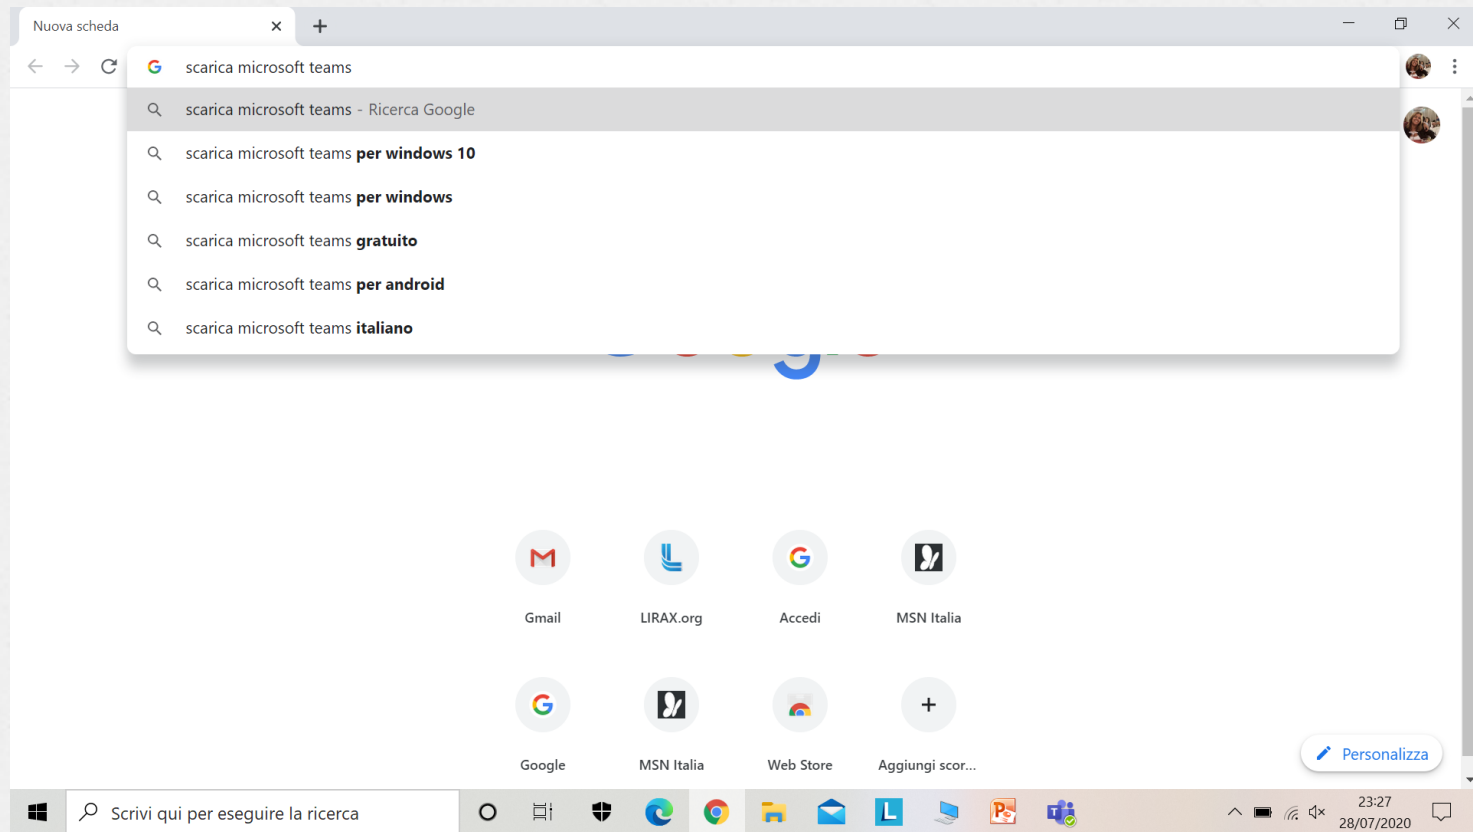 Nuova scheda
scarica microsoft teams
scarica microsoft teams - Ricerca Google
scarica microsoft teams per windows 10
scarica microsoft teams per windows
scarica microsoft teams gratuito
scarica microsoft teams per android
scarica microsoft teams italiano
Gmail
LIRAX.org
Accedi
MSN Italia
Google
MSN Italia
Web Store
Aggiungi scor...
Personalizza
Scrivi qui per eseguire la ricerca
23:27
28/07/2020